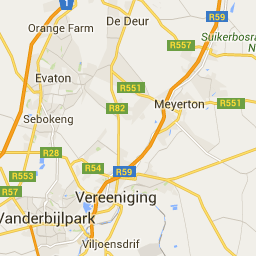 De Deur
R59
1
Orange Farm
Suikerbosra
R557
N
Evaton
R551
R82
Meyerton
R551
Sebokeng
R28
R553
R54
R59
R57
Vereeniging
Vanderbijlpark
Viljoensdrif